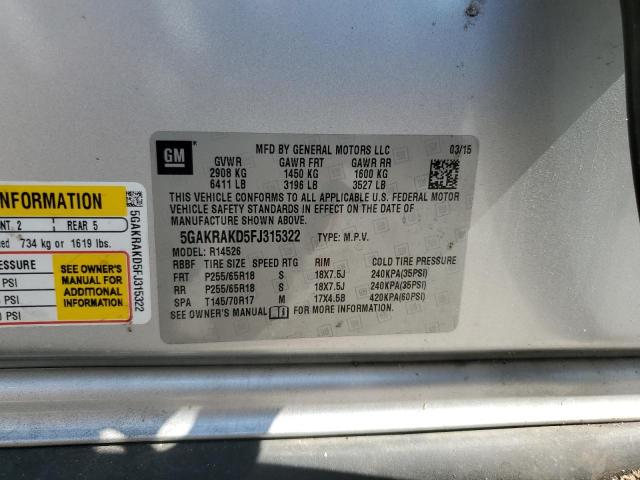 GM
MFD BY GENERAL MOTORS LLC 03/15
GVWR GAWR FRT GAWR RR
2908 KG 1450 KG 1600 KG
6411 LB 3196 LB 3527 LB
THIS VEHICLE CONFORMS TO ALL APPLICABLE U.S. FEDERAL MOTOR
VEHICLE SAFETY STANDARDS IN EFFECT ON THE DATE OF
MANUFACTURE SHOWN ABOVE.
5GAKRAKD5FJ315322 TYPE: M.P.V.
MODEL: R14526
RBBF TIRE SIZE SPEED RTG RIM COLD TIRE PRESSURE
FRT P255/65R18 S 18X7.5J 240KPA(35PSI)
RR P255/65R18 S 18X7.5J 240KPA(35PSI)
SPA T145/70R17 M 17X4.5B 420KPA(60PSI)
SEE OWNER'S MANUAL FOR MORE INFORMATION.
INFORMATION
NT 2 REAR 5
ed 734 kg or 1619 lbs.
PRESSURE
PSI
PSI
PSI
SEE OWNER'S
MANUAL FOR
ADDITIONAL
INFORMATION
5GAKRAKD5FJ315322